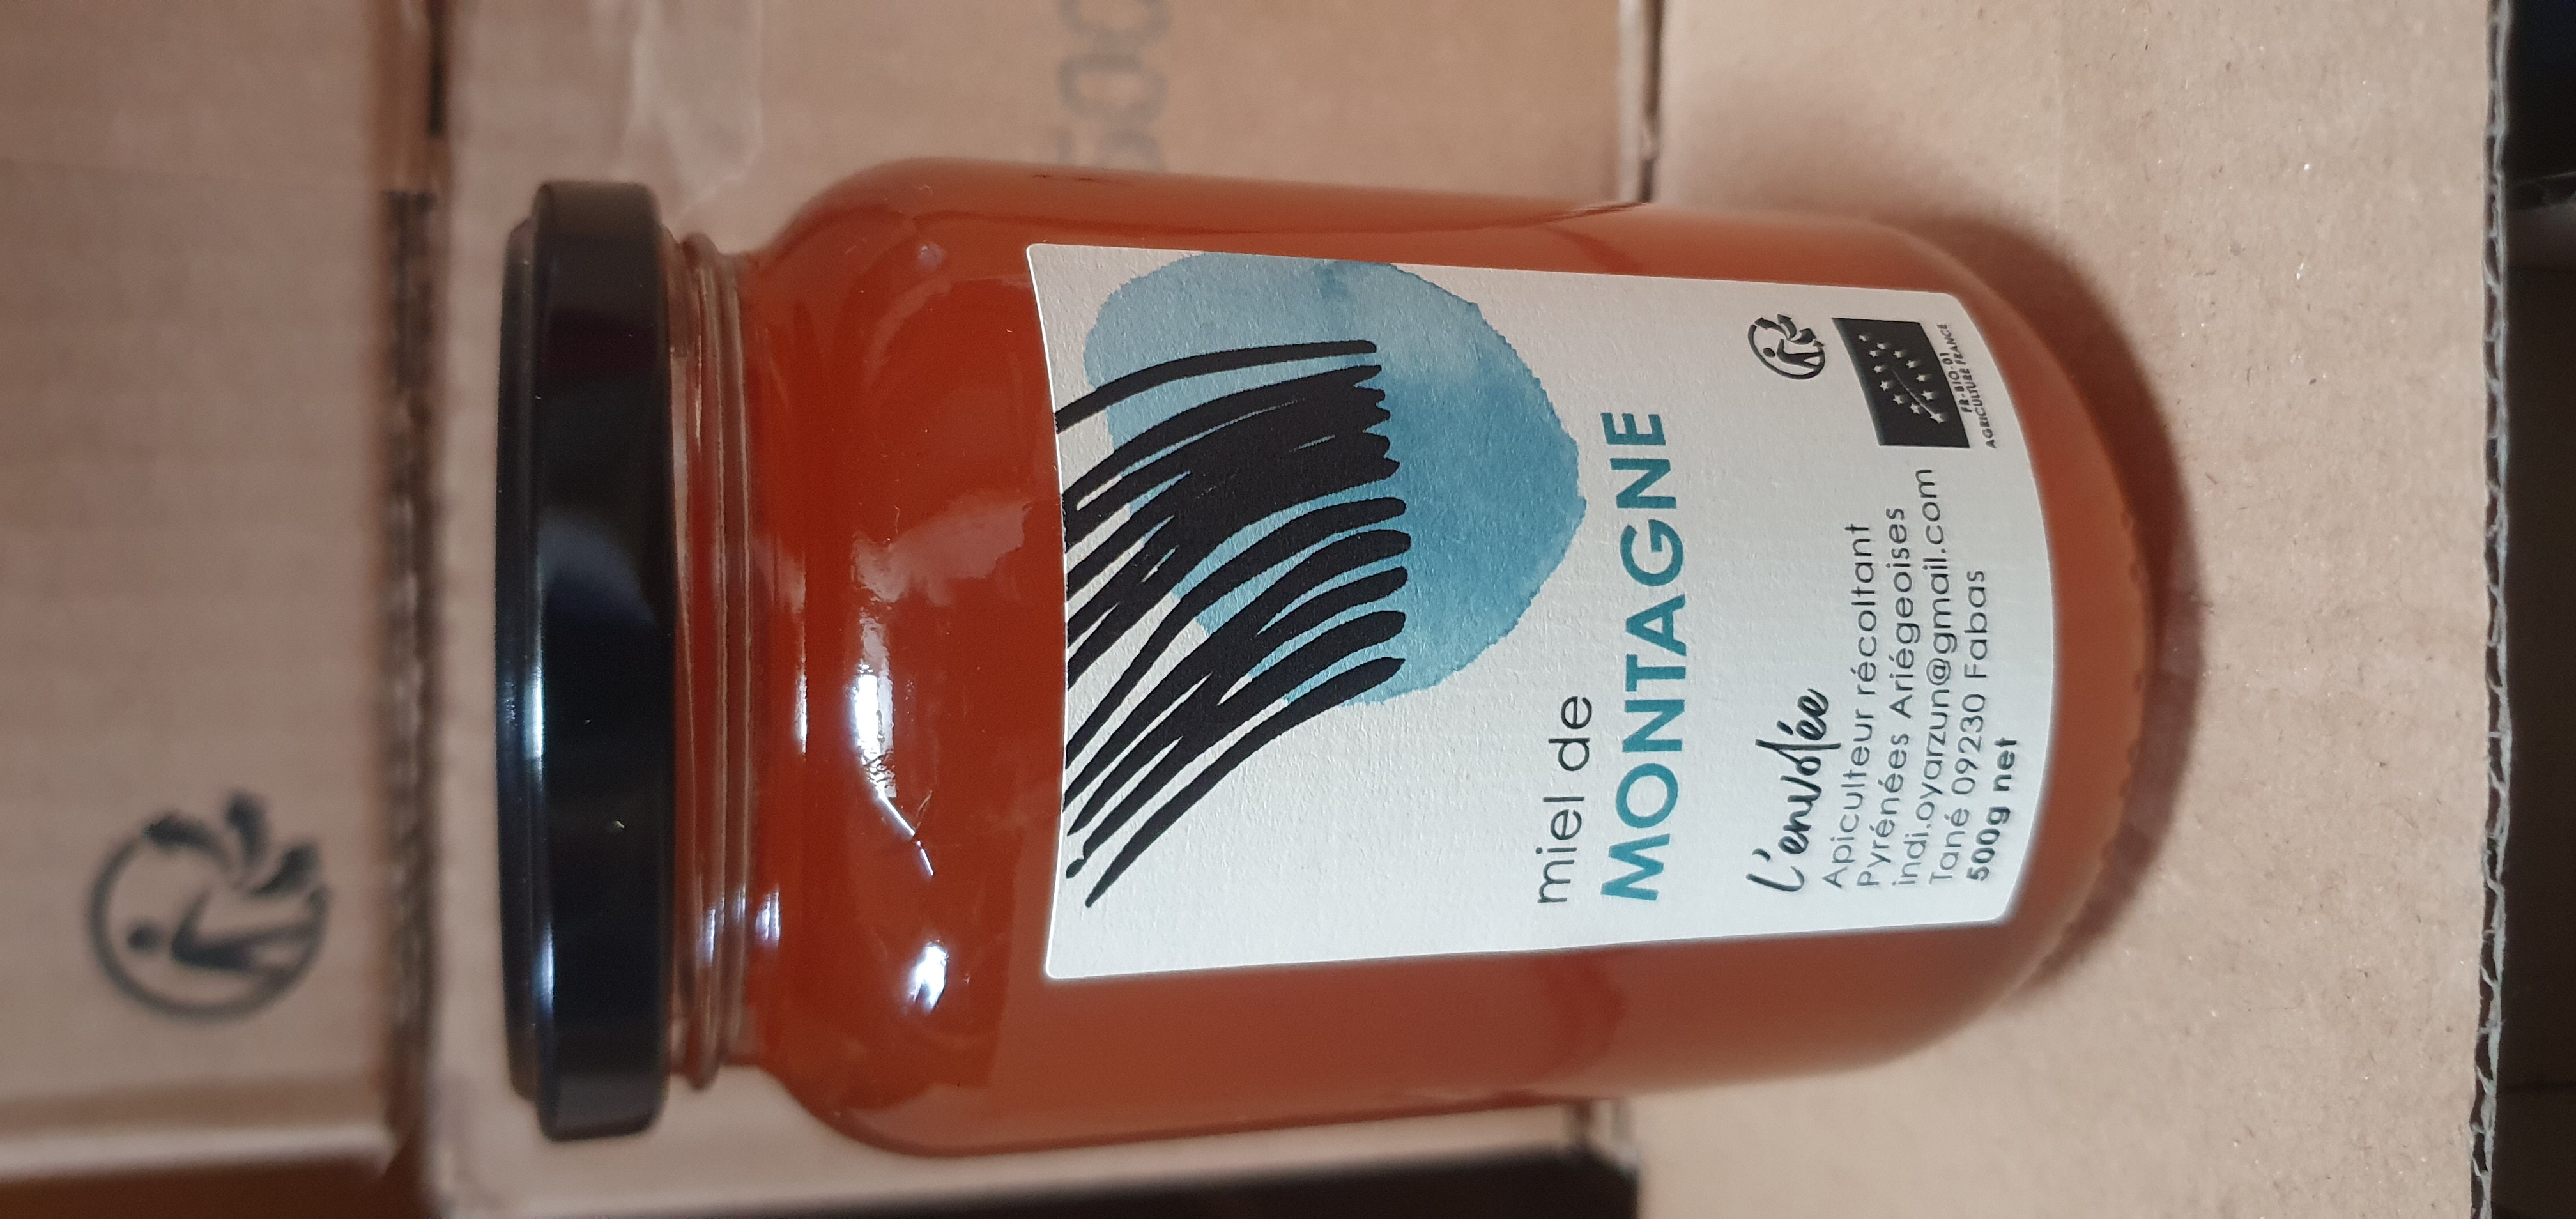 500
miel de
MONTAGNE
L'envolée
Apiculteur récoltant
Pyrénées Ariégeoises
indi.oyarzun@gmail.com
Tané 09230 Fabas
500g net
FR-BIO-01
AGRICULTURE FRANCE